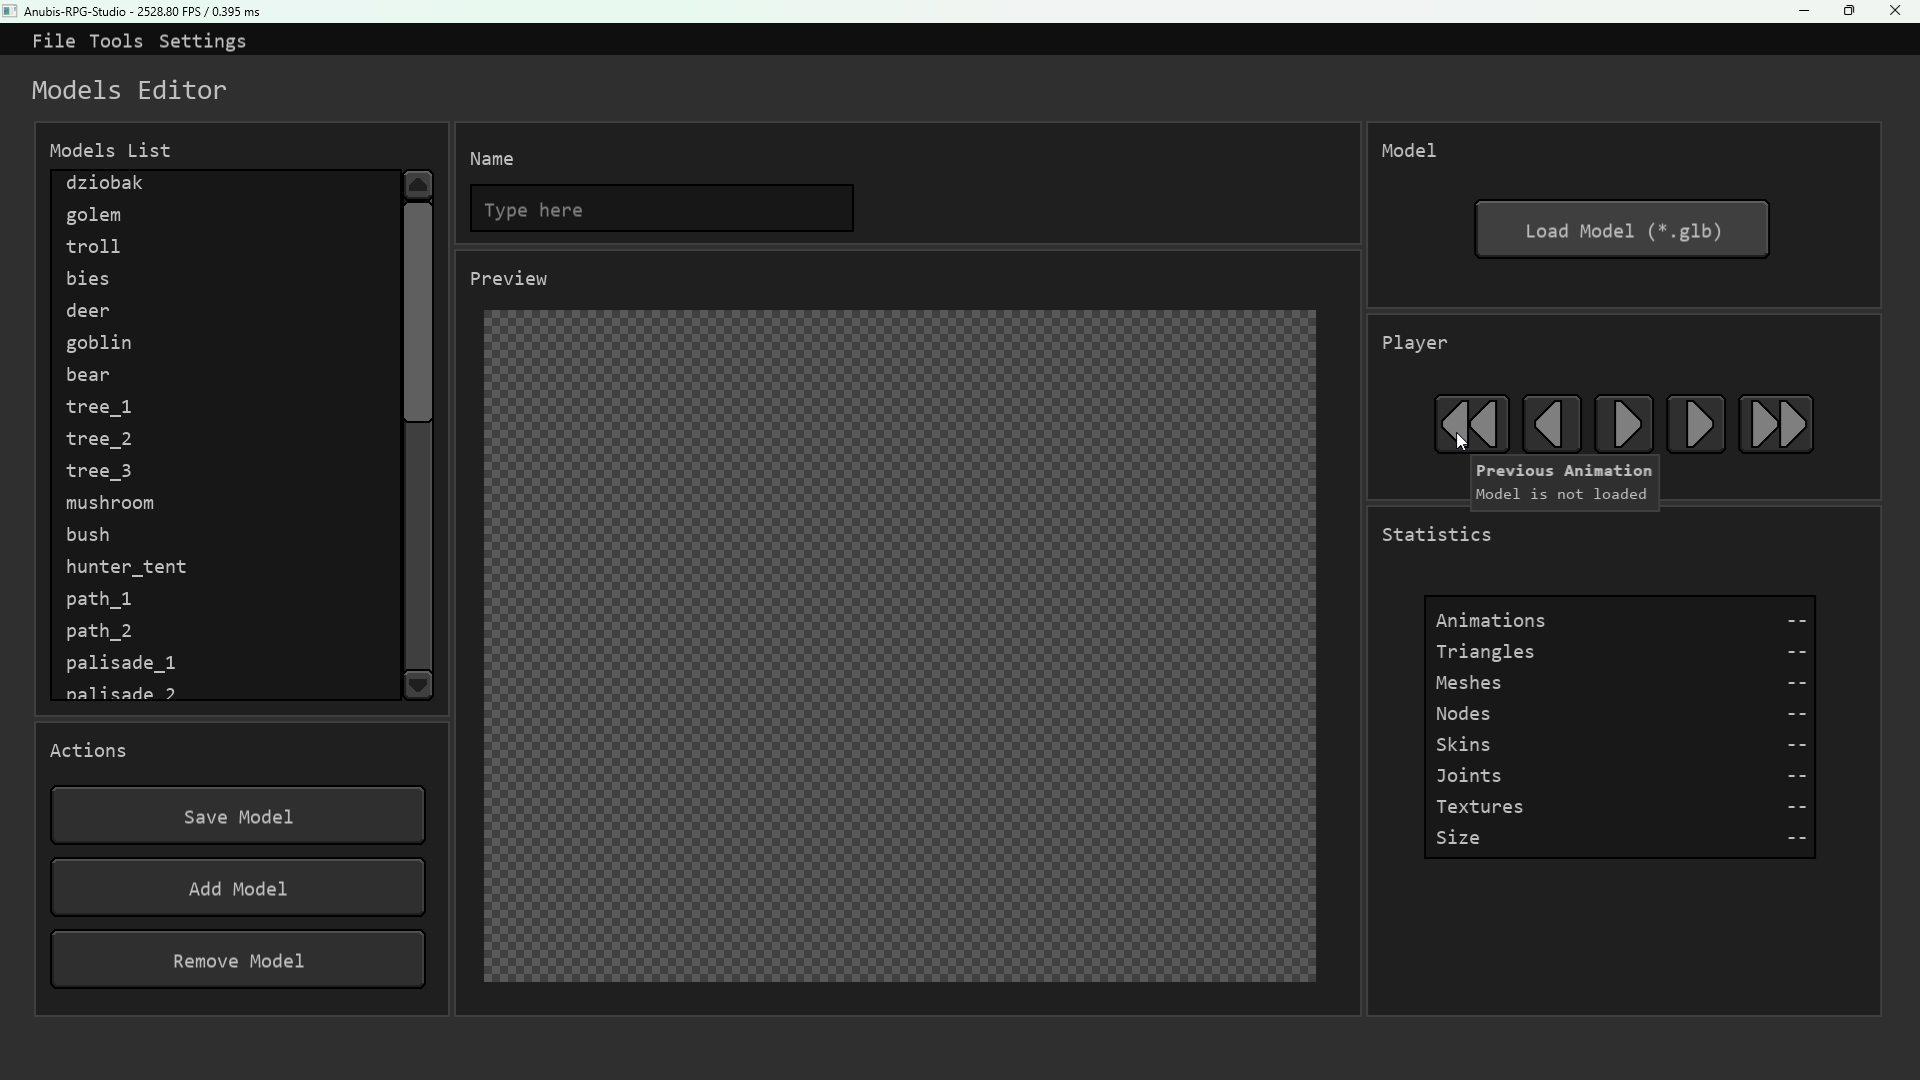 Anubis-RPG-Studio - 2528.80 FPS / 0.395 ms
File Tools Settings
Models Editor
Models List
dziobak
golem
troll
bies
deer
goblin
bear
tree_1
tree_2
tree_3
mushroom
bush
hunter_tent
path_1
path_2
palisade_1
palisade_2
Actions
Save Model
Add Model
Remove Model
Name
Type here
Preview
Model
Load Model (*.glb)
Player
Previous Animation
Model is not loaded
Statistics
Animations --
Triangles --
Meshes --
Nodes --
Skins --
Joints --
Textures --
Size --